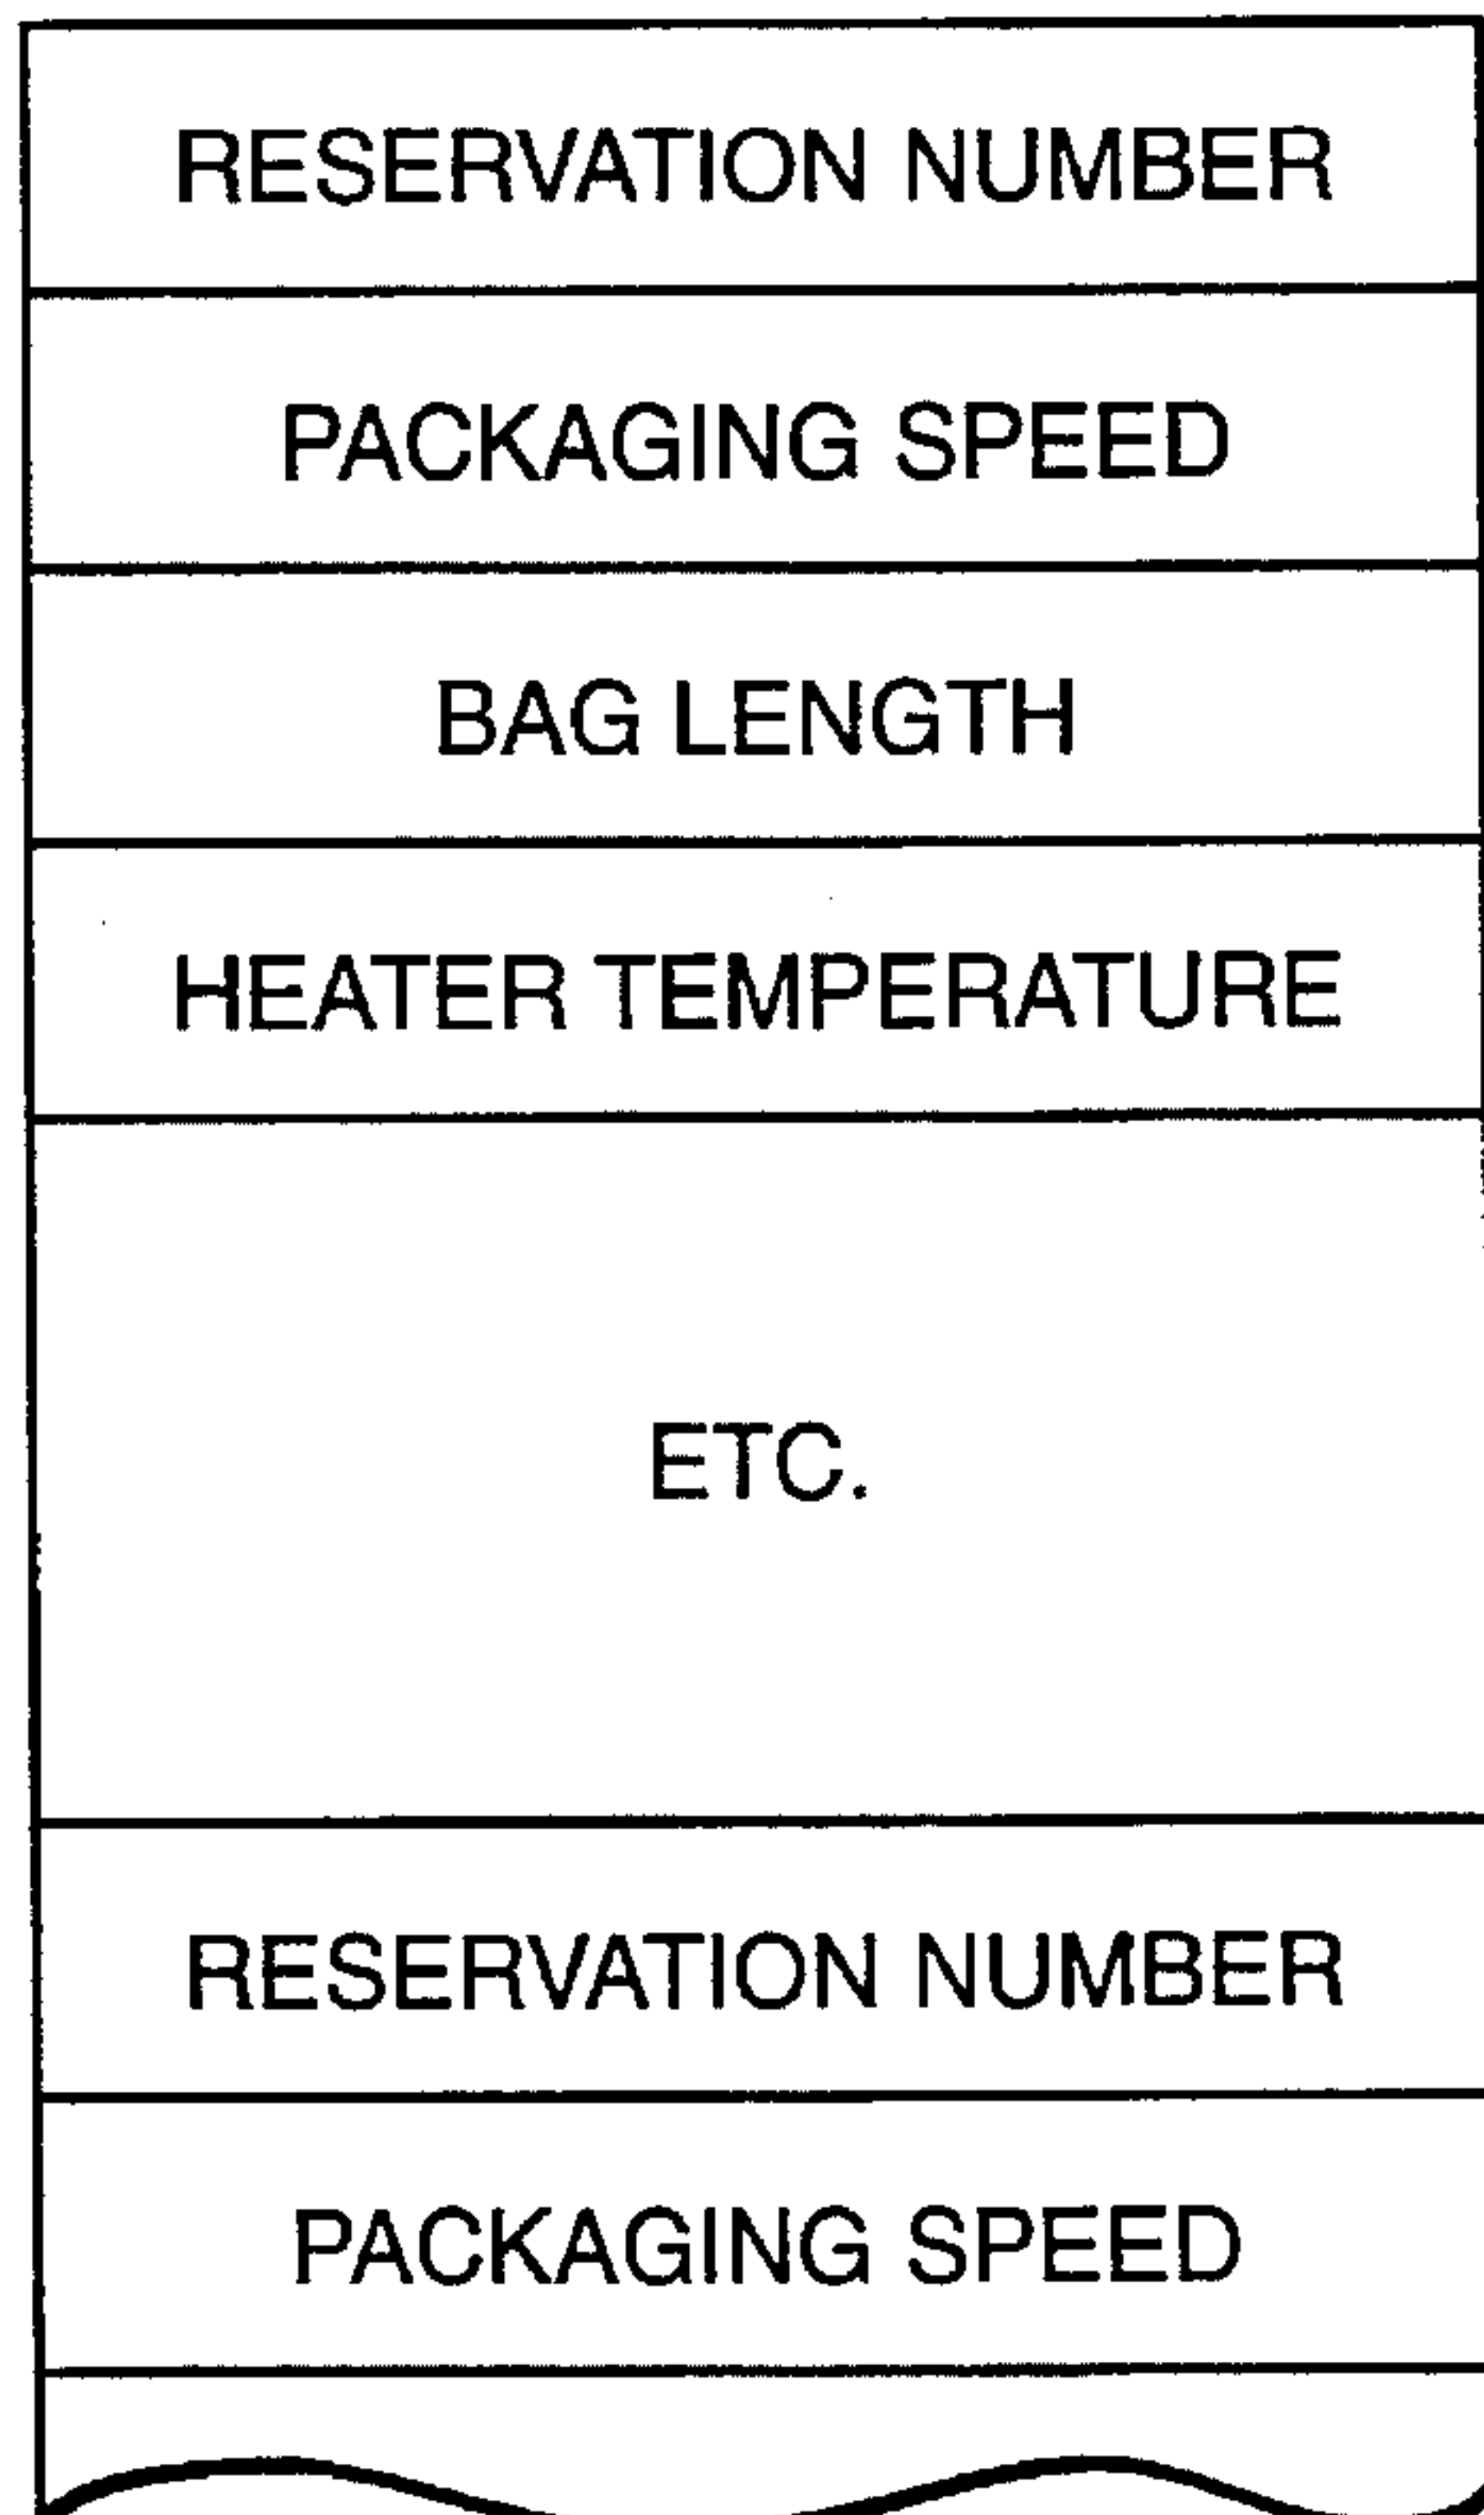 RESERVATION NUMBER
PACKAGING SPEED
BAG LENGTH
HEATER TEMPERATURE
ETC.
RESERVATION NUMBER
PACKAGING SPEED